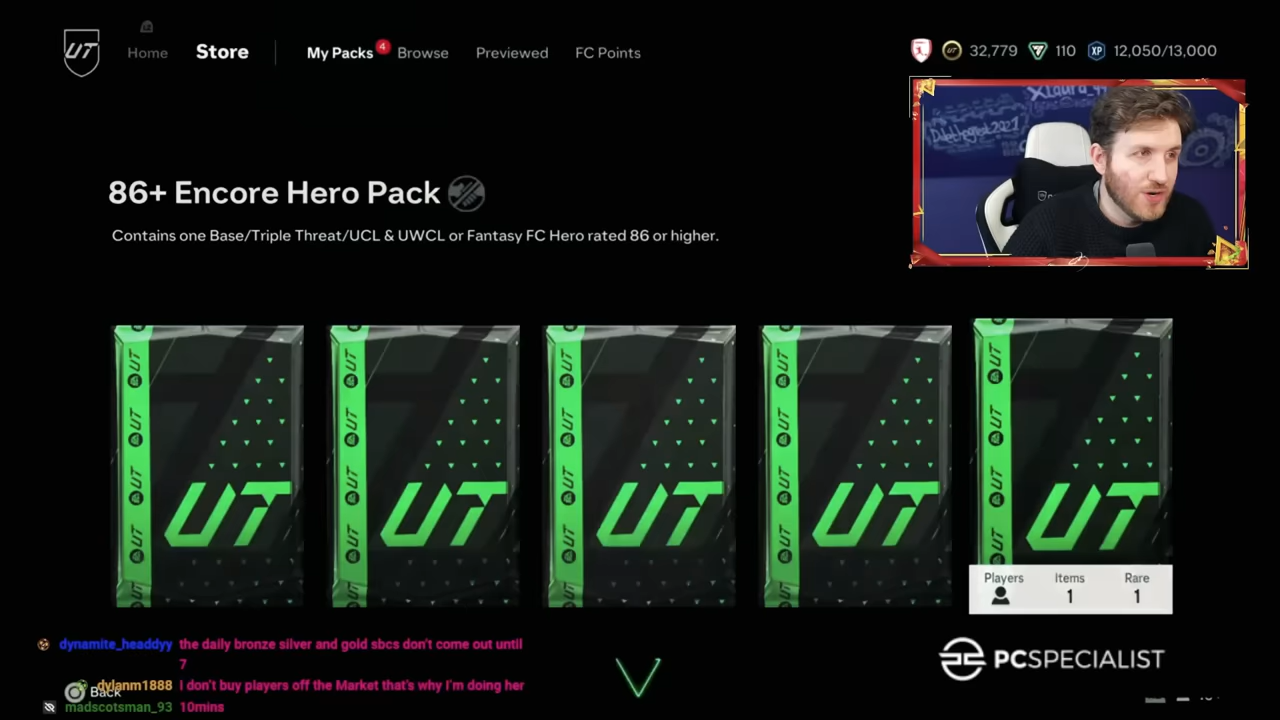 UT
Home
Store
My Packs 4
Browse
Previewed
FC Points
32,779
110
XP 12,050/13,000
86+ Encore Hero Pack
Contains one Base/Triple Threat/UCL & UWCL or Fantasy FC Hero rated 86 or higher.
UT UT UT UT UT
Players Items Rare
1 1
dynamite_headdyy the daily bronze silver and gold sbcs don't come out until
7
dylanm1888 I don't buy players off the Market that's why I'm doing her
Back
madscotsman_93 10mins
PCSPECIALIST